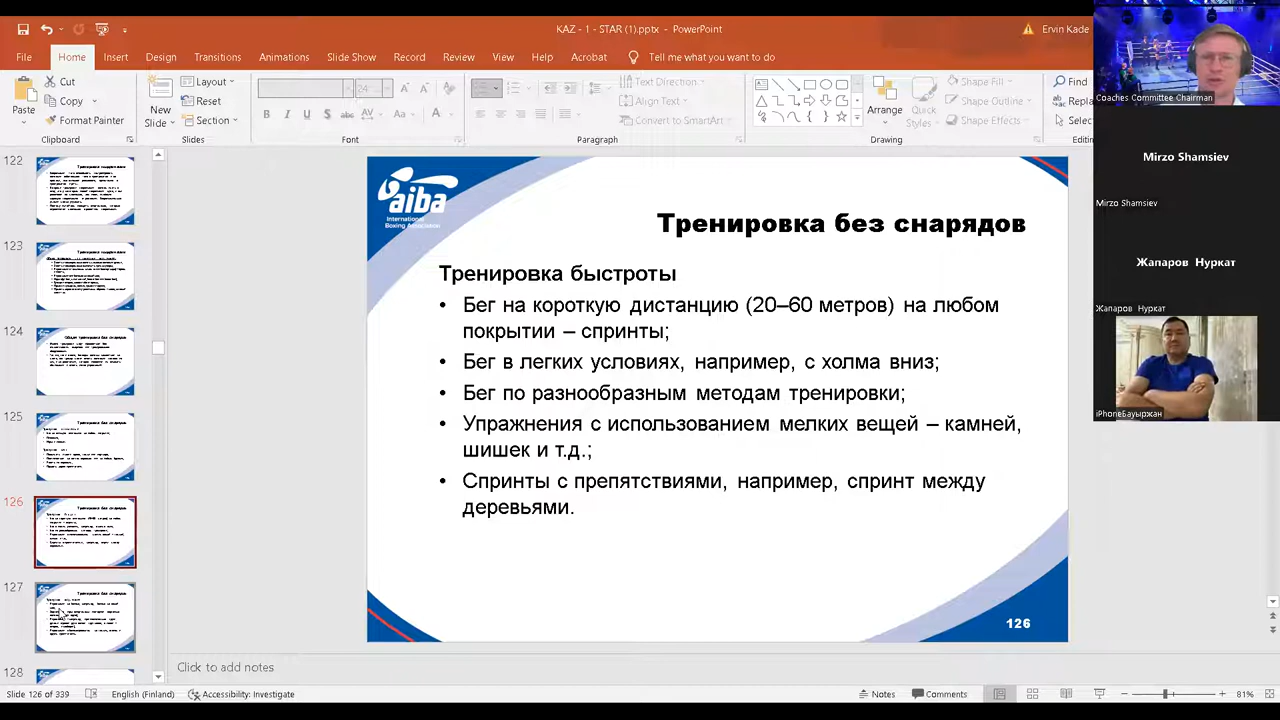 KAZ - 1 - STAR (1).pptx - PowerPoint
Ervin Kade
File
Home
Insert
Design
Transitions
Animations
Slide Show
Record
Review
View
Help
Acrobat
Tell me what you want to do
Paste
Cut
Copy
Format Painter
Clipboard
New Slide
Layout
Reset
Section
Slides
24
Font
Text Direction
Align Text
Convert to SmartArt
Paragraph
Arrange
Quick Styles
Shape Fill
Shape Outline
Shape Effects
Drawing
Find
Repla
Select
Editin
122
123
124
125
126
127
128
aiba
International
Boxing Association
Тренировка без снарядов
Тренировка быстроты
• Бег на короткую дистанцию (20–60 метров) на любом
покрытии – спринты;
• Бег в легких условиях, например, с холма вниз;
• Бег по разнообразным методам тренировки;
• Упражнения с использованием мелких вещей – камней,
шишек и т.д.;
• Спринты с препятствиями, например, спринт между
деревьями.
126
Click to add notes
Slide 126 of 339
English (Finland)
Accessibility: Investigate
Notes
Comments
81%
Coaches Committee Chairman
Mirzo Shamsiev
Mirzo Shamsiev
Жапаров Нуркат
Жапаров Нуркат
iPhoneБауыржан